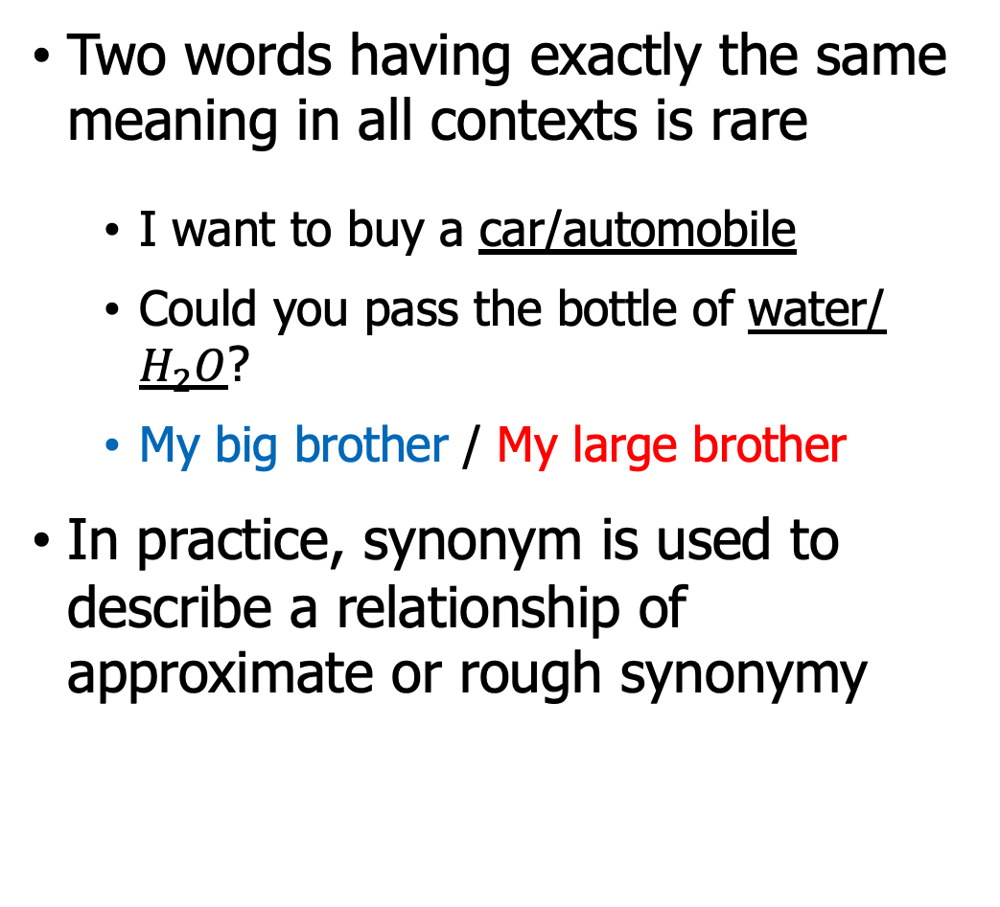 • Two words having exactly the same
meaning in all contexts is rare
• I want to buy a car/automobile
• Could you pass the bottle of water/
H₂O?
• My big brother / My large brother
• In practice, synonym is used to
describe a relationship of
approximate or rough synonymy